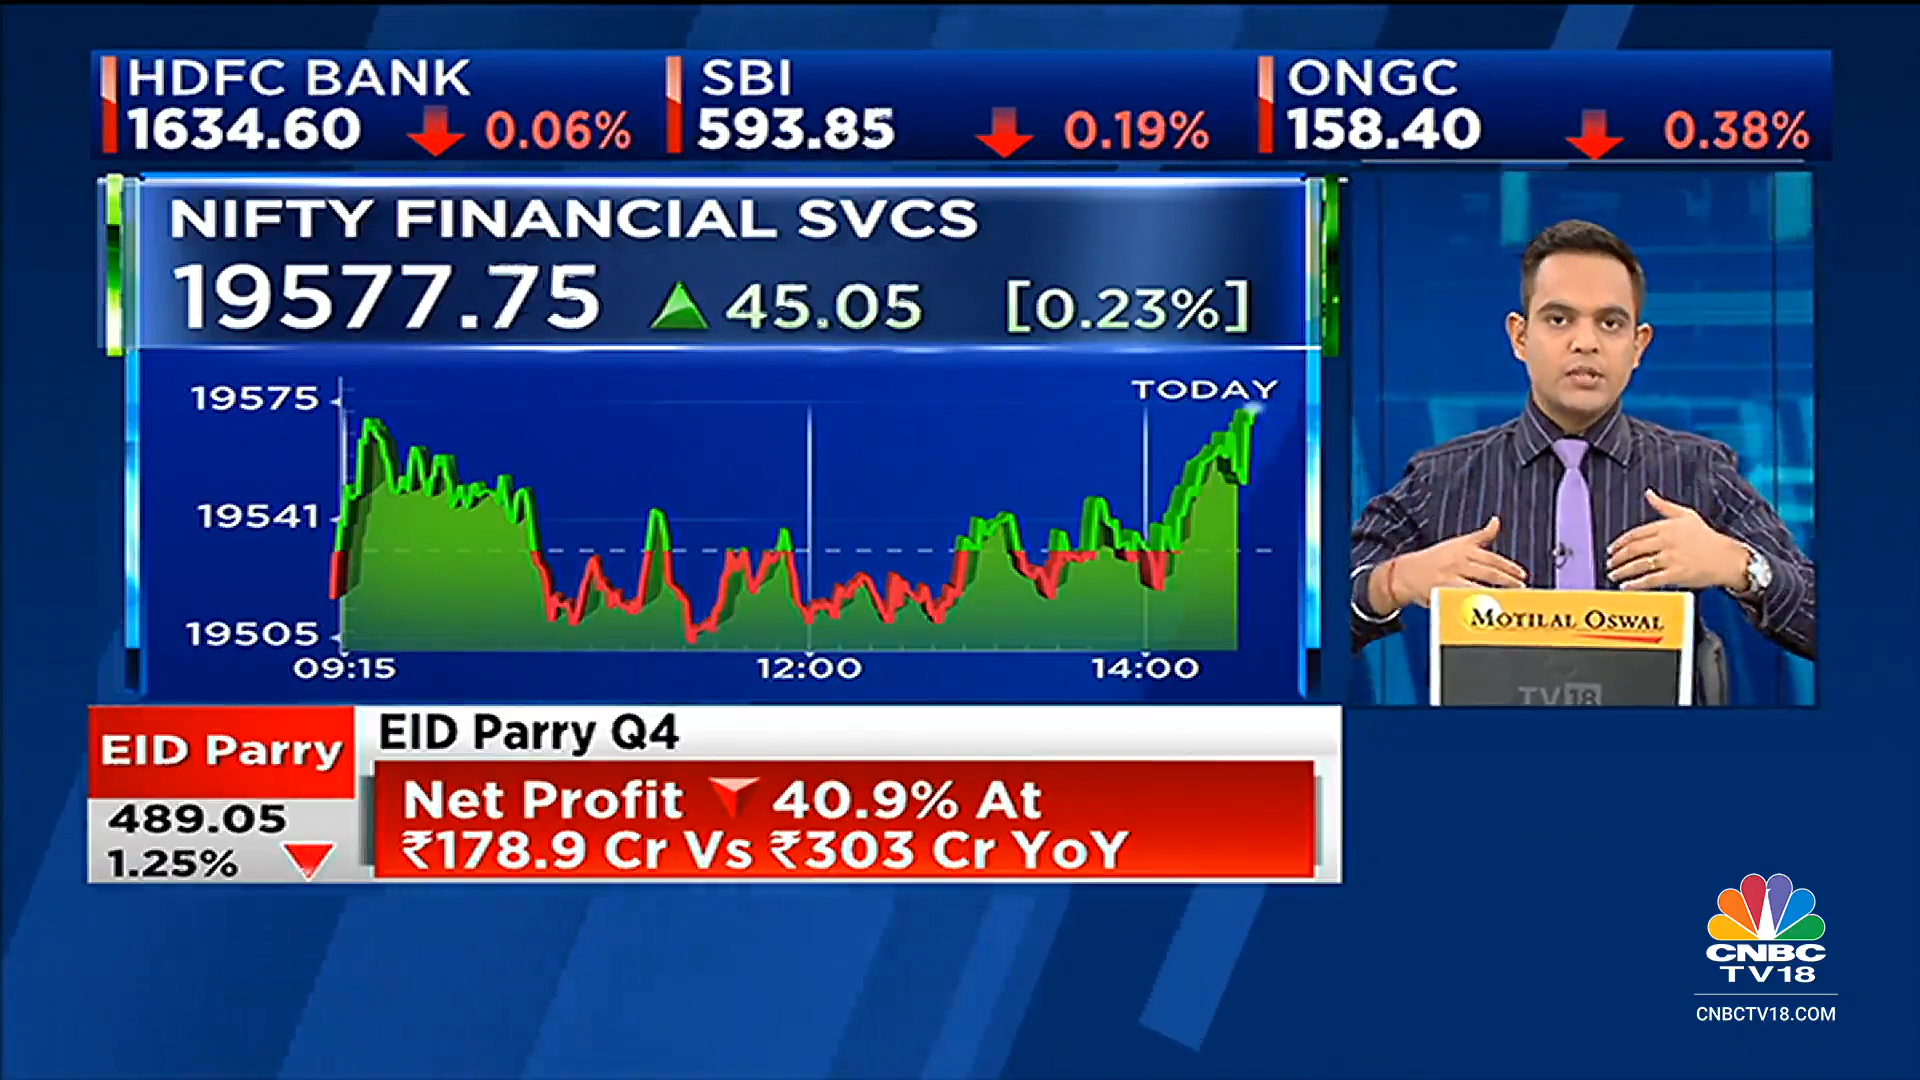 HDFC BANK
1634.60 0.06%
SBI
593.85 0.19%
ONGC
158.40 0.38%
NIFTY FINANCIAL SVCS
19577.75 45.05 [0.23%]
TODAY
19575
19541
19505
09:15 12:00 14:00
MOTILAL OSWAL
TV18
EID Parry
489.05
1.25%
EID Parry Q4
Net Profit 40.9% At
₹178.9 Cr Vs ₹303 Cr YoY
CNBC
TV18
CNBCTV18.COM